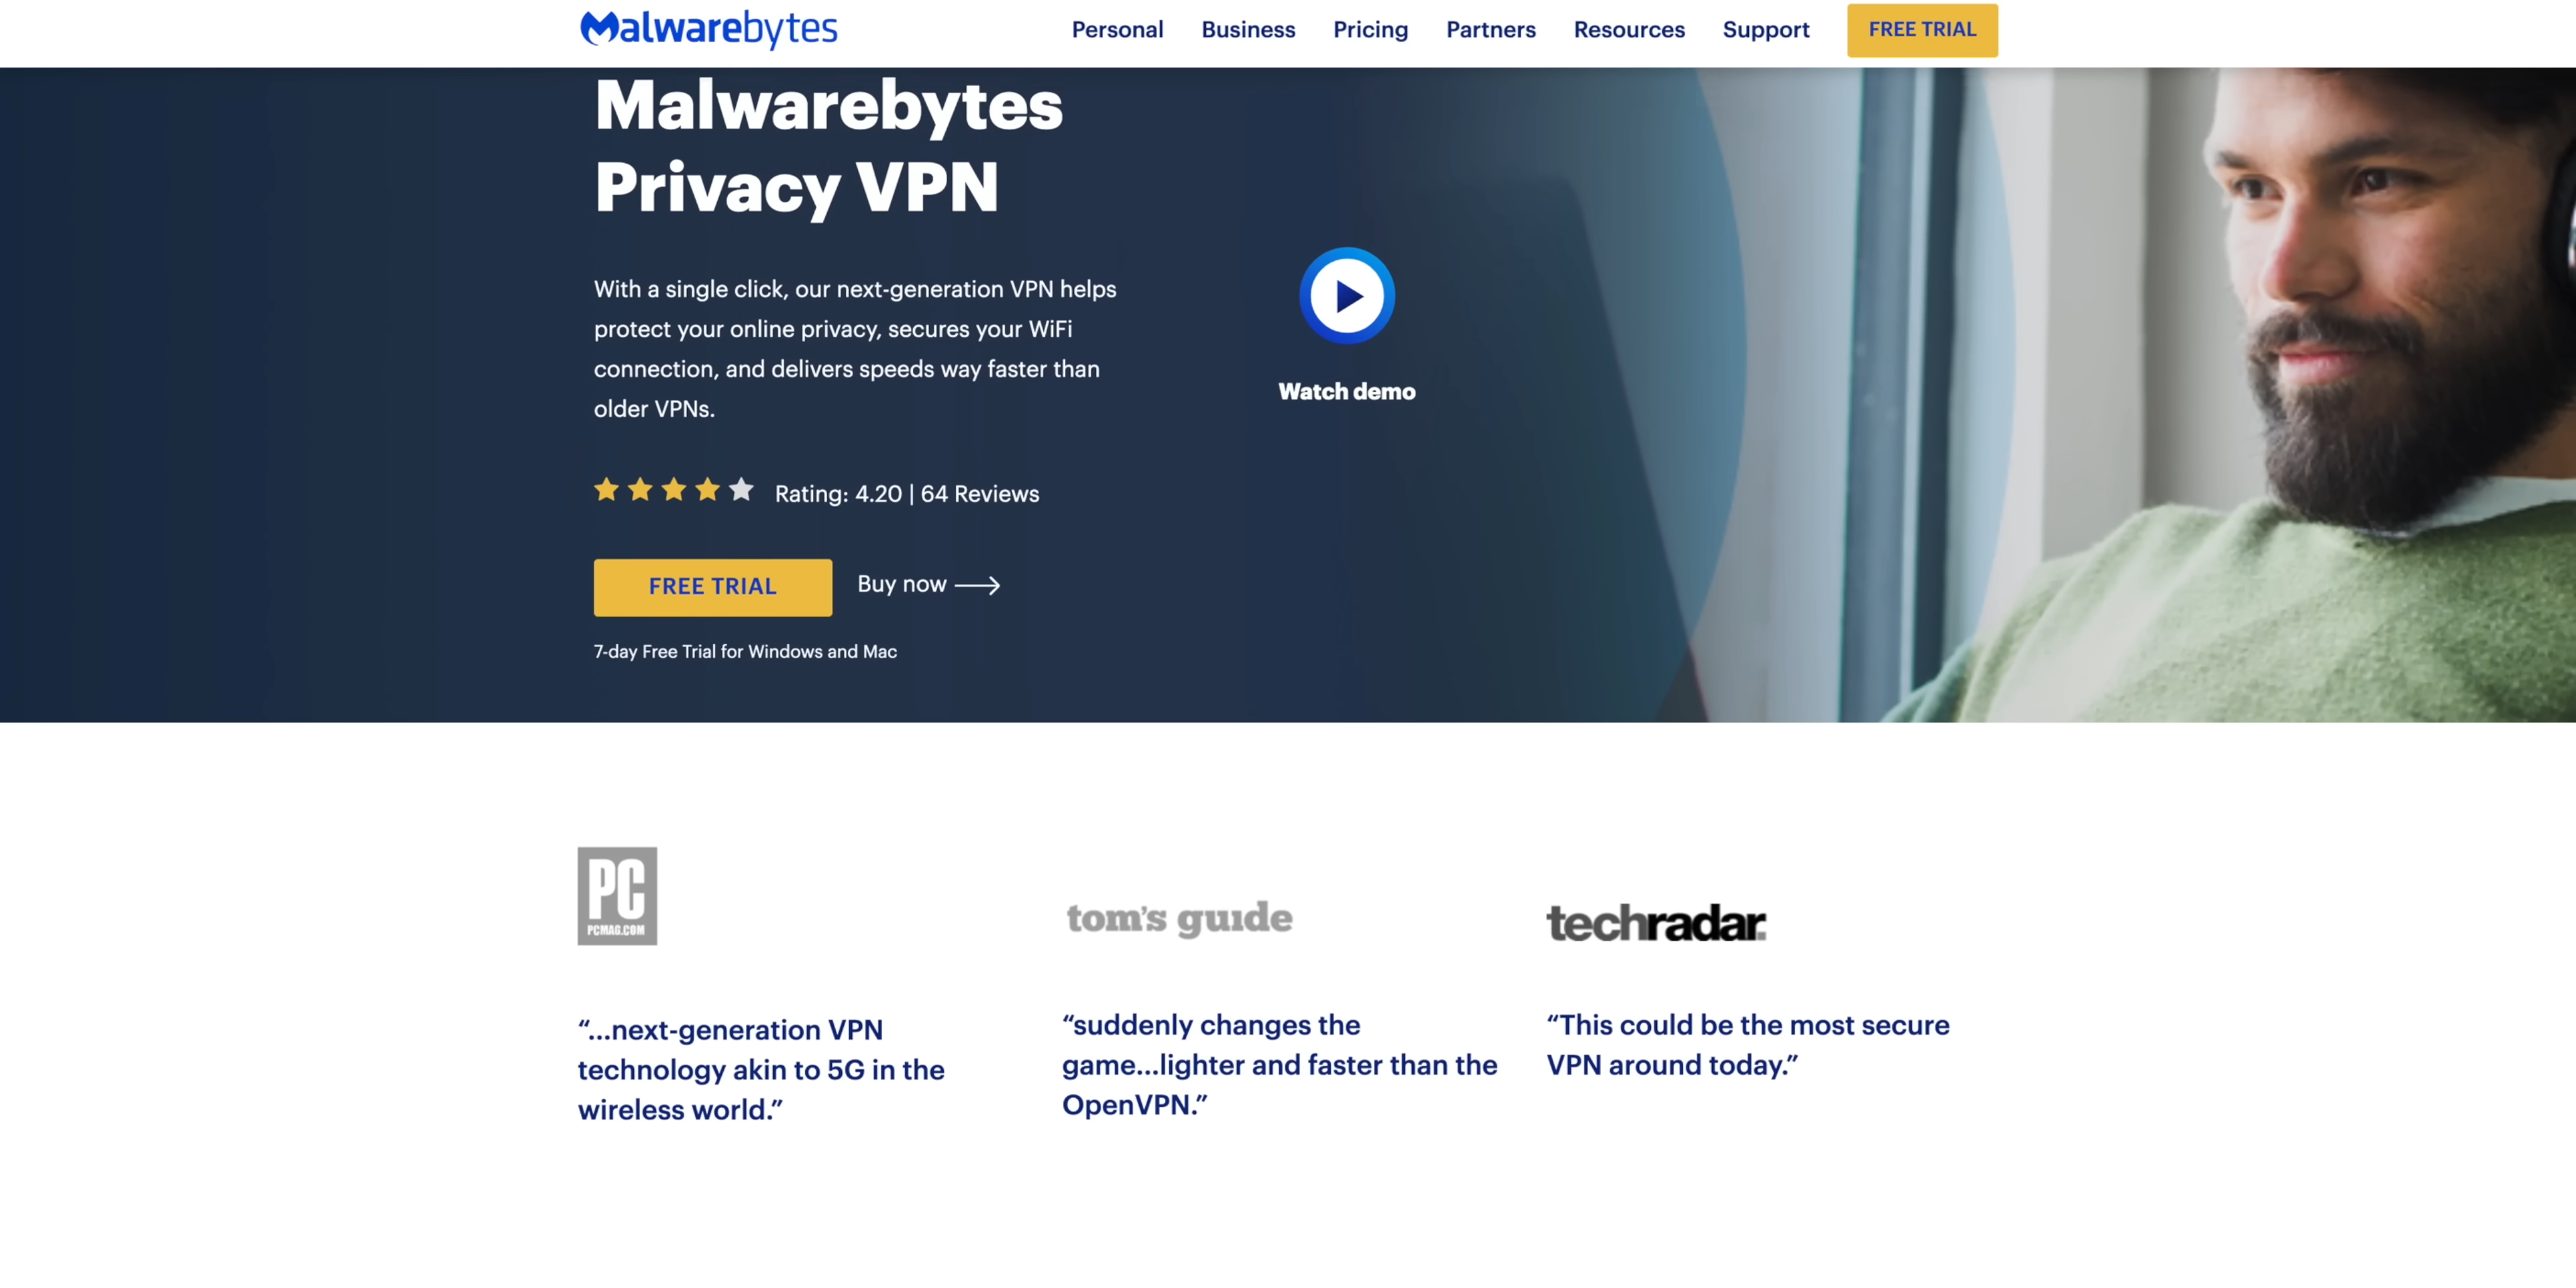 Malwarebytes
Personal Business Pricing Partners Resources Support FREE TRIAL
Malwarebytes
Privacy VPN
With a single click, our next-generation VPN helps
protect your online privacy, secures your WiFi
connection, and delivers speeds way faster than
older VPNs.
Rating: 4.20 | 64 Reviews
FREE TRIAL
Buy now
7-day Free Trial for Windows and Mac
Watch demo
PC
PCMAG.COM
“...next-generation VPN
technology akin to 5G in the
wireless world.”
tom's guide
“suddenly changes the
game...lighter and faster than the
OpenVPN.”
techradar.
“This could be the most secure
VPN around today.”